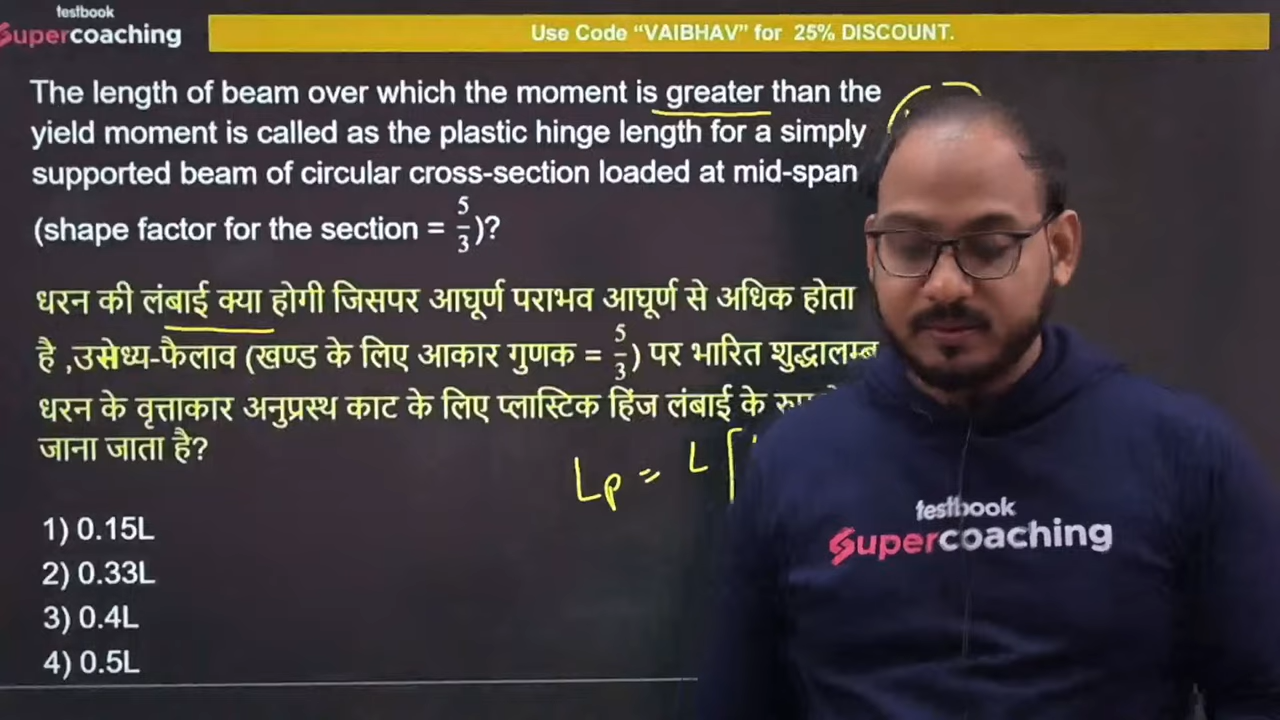 testbook
Supercoaching
Use Code “VAIBHAV” for 25% DISCOUNT.
The length of beam over which the moment is greater than the
yield moment is called as the plastic hinge length for a simply
supported beam of circular cross-section loaded at mid-span
(shape factor for the section = 5/3)?
धरन की लंबाई क्या होगी जिसपर आघूर्ण पराभव आघूर्ण से अधिक होता
है ,उसेध्य-फैलाव (खण्ड के लिए आकार गुणक = 5/3) पर भारित शुद्धालम्ब
धरन के वृत्ताकार अनुप्रस्थ काट के लिए प्लास्टिक हिंज लंबाई के
जाना जाता है?
Lp = L
1) 0.15L
2) 0.33L
3) 0.4L
4) 0.5L
testbook
Supercoaching